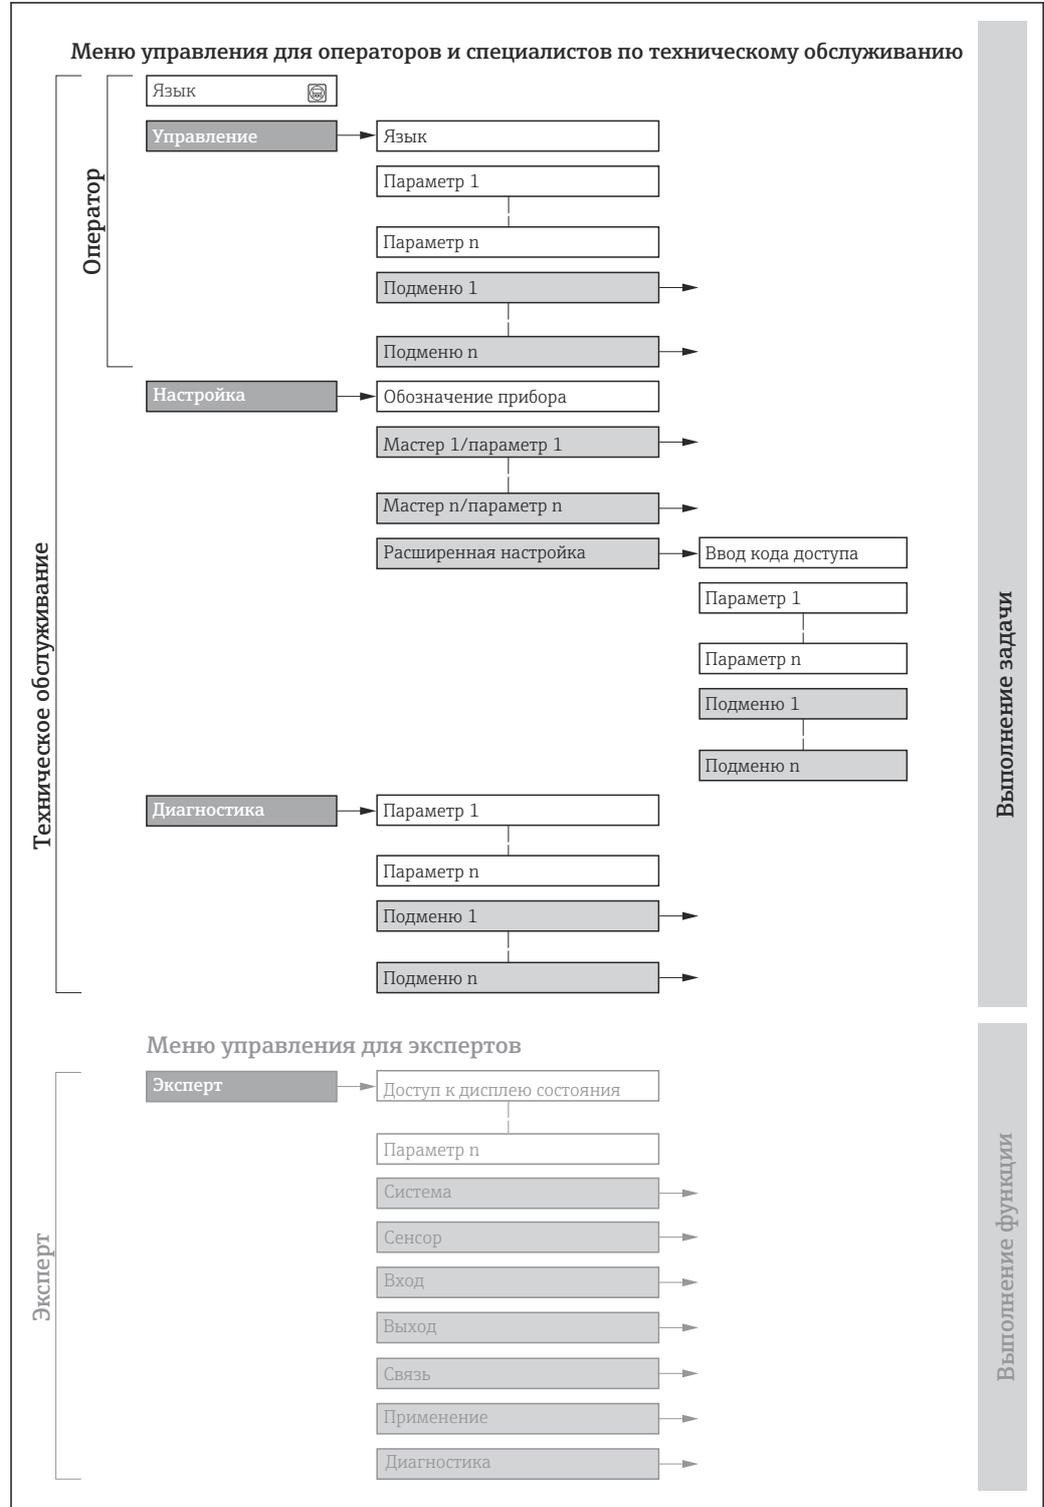 Меню управления для операторов и специалистов по техническому обслуживанию
Оператор
Техническое обслуживание
Язык
Управление
Язык
Параметр 1
Параметр n
Подменю 1
Подменю n
Настройка
Обозначение прибора
Мастер 1/параметр 1
Мастер n/параметр n
Расширенная настройка
Ввод кода доступа
Параметр 1
Параметр n
Подменю 1
Подменю n
Диагностика
Параметр 1
Параметр n
Подменю 1
Подменю n
Выполнение задачи
Меню управления для экспертов
Эксперт
Эксперт
Доступ к дисплею состояния
Параметр n
Система
Сенсор
Вход
Выход
Связь
Применение
Диагностика
Выполнение функции